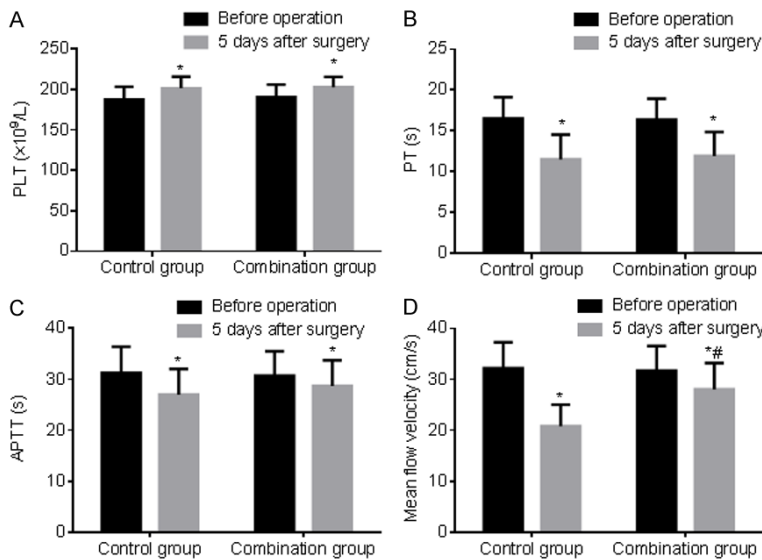 A
Before operation
5 days after surgery
PLT (×10⁹/L)
250
200
150
100
50
0
*
*
Control group
Combination group
B
Before operation
5 days after surgery
PT (s)
25
20
15
10
5
0
*
*
Control group
Combination group
C
Before operation
5 days after surgery
APTT (s)
40
30
20
10
0
*
*
Control group
Combination group
D
Before operation
5 days after surgery
Mean flow velocity (cm/s)
40
30
20
10
0
*
*#
Control group
Combination group